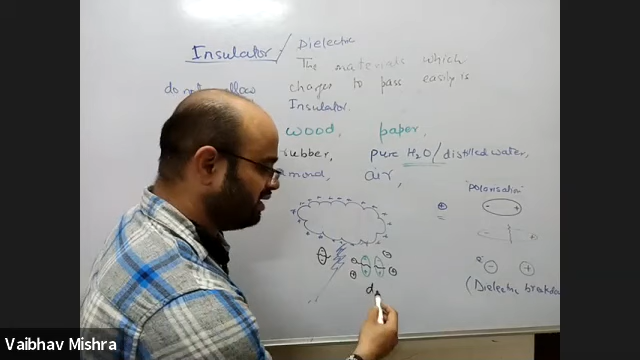 Insulator / Dielectric
The materials which
do not allow charges to pass easily is
Insulator.
wood, paper,
rubber, pure H2O/distilled water,
air,
Polarisation
(Dielectric breakdow
Vaibhav Mishra